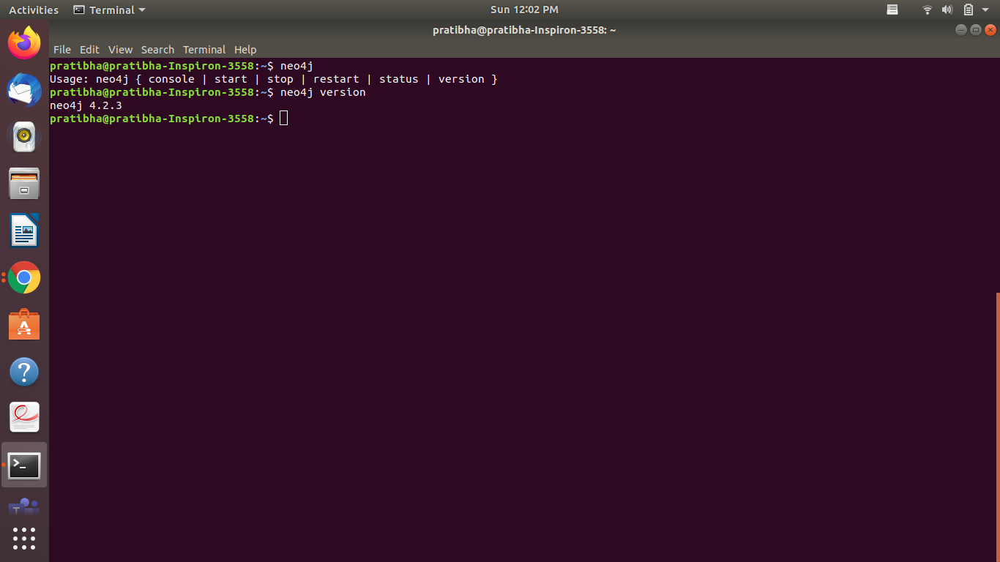 Activities Terminal Sun 12:02 PM
pratibha@pratibha-Inspiron-3558: ~
File Edit View Search Terminal Help
pratibha@pratibha-Inspiron-3558:~$ neo4j
Usage: neo4j { console | start | stop | restart | status | version }
pratibha@pratibha-Inspiron-3558:~$ neo4j version
neo4j 4.2.3
pratibha@pratibha-Inspiron-3558:~$